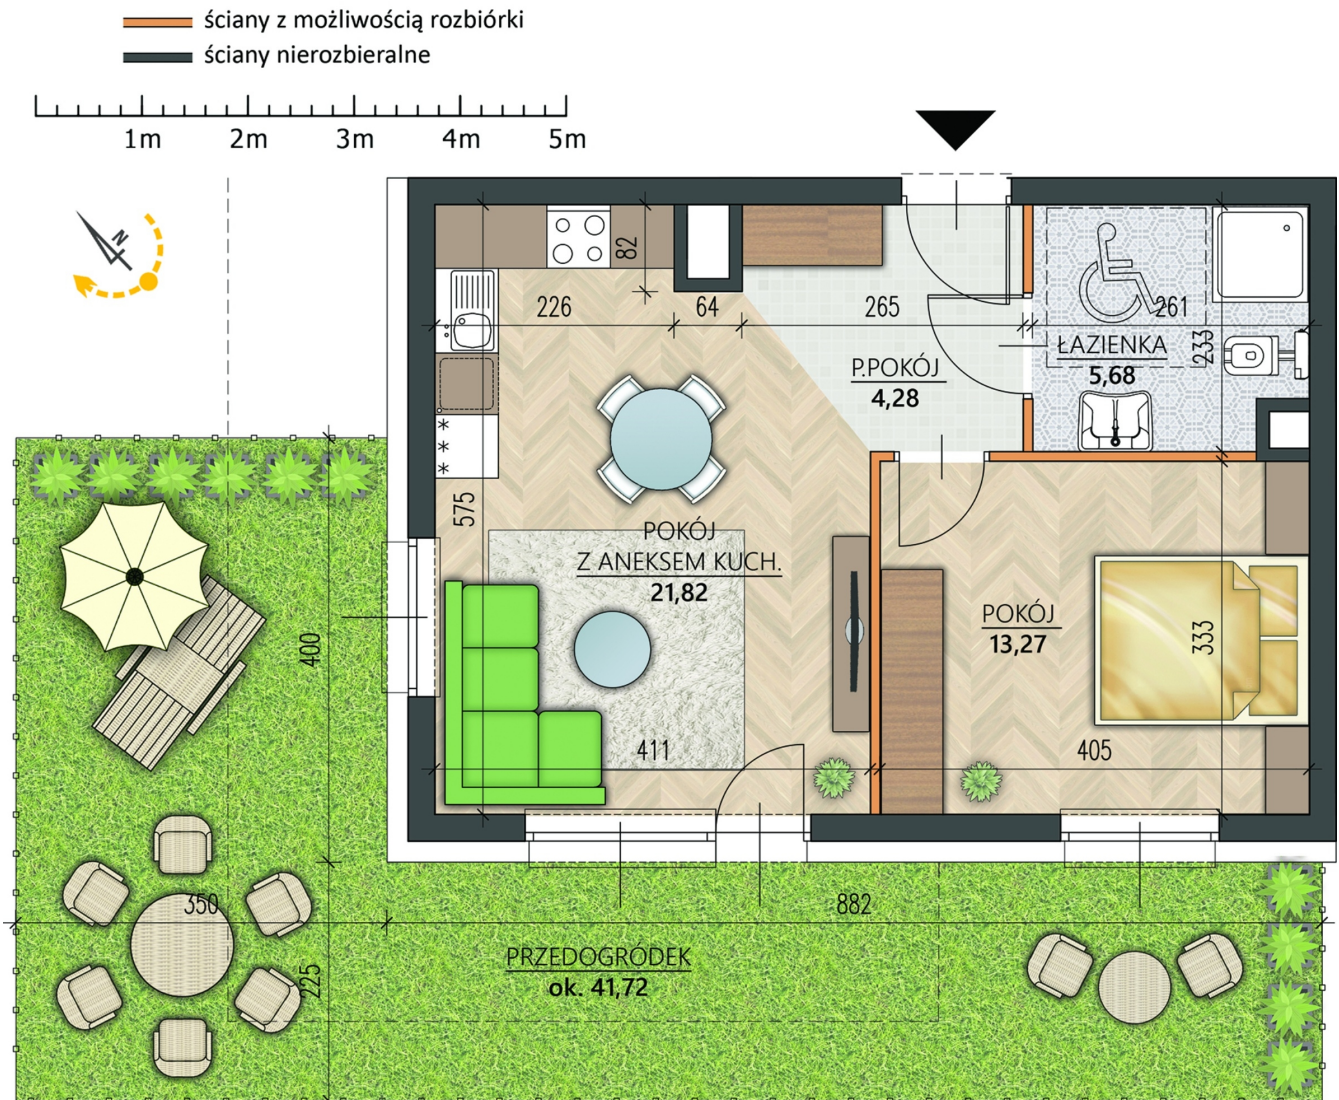 ściany z możliwością rozbiórki
ściany nierozbieralne
1m 2m 3m 4m 5m
N
82
226 64 265 261
233
ŁAZIENKA
5,68
P.POKÓJ
4,28
575
POKÓJ
Z ANEKSEM KUCH.
21,82
POKÓJ
13,27
333
400
411 405
350 882
225
PRZEDOGRÓDEK
ok. 41,72